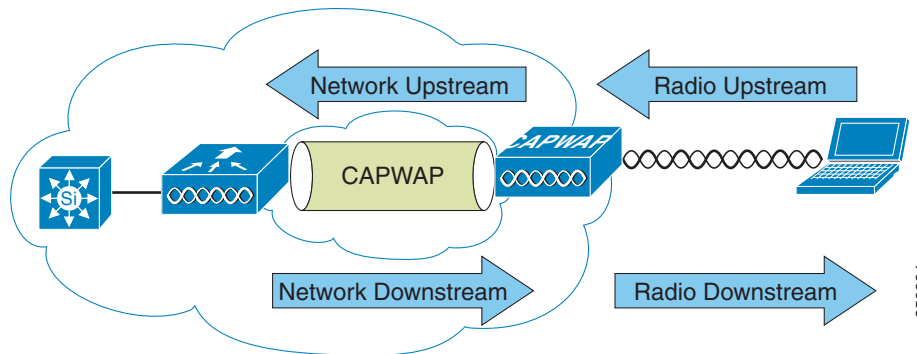 Network Upstream
Radio Upstream
CAPWAP
CAPWAP
Si
Network Downstream
Radio Downstream